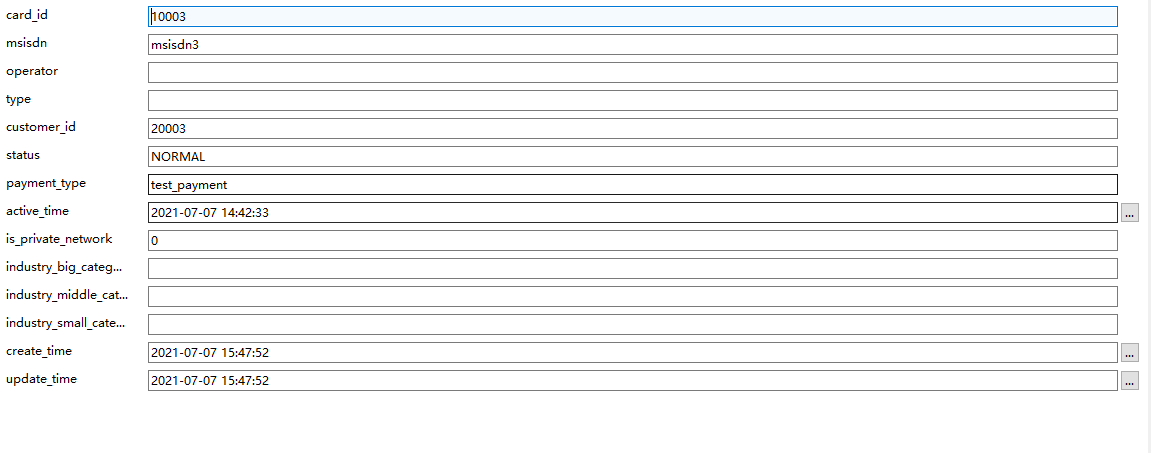 card_id 10003
msisdn msisdn3
operator
type
customer_id 20003
status NORMAL
payment_type test_payment
active_time 2021-07-07 14:42:33 ...
is_private_network 0
industry_big_categ...
industry_middle_cat...
industry_small_cate...
create_time 2021-07-07 15:47:52 ...
update_time 2021-07-07 15:47:52 ...